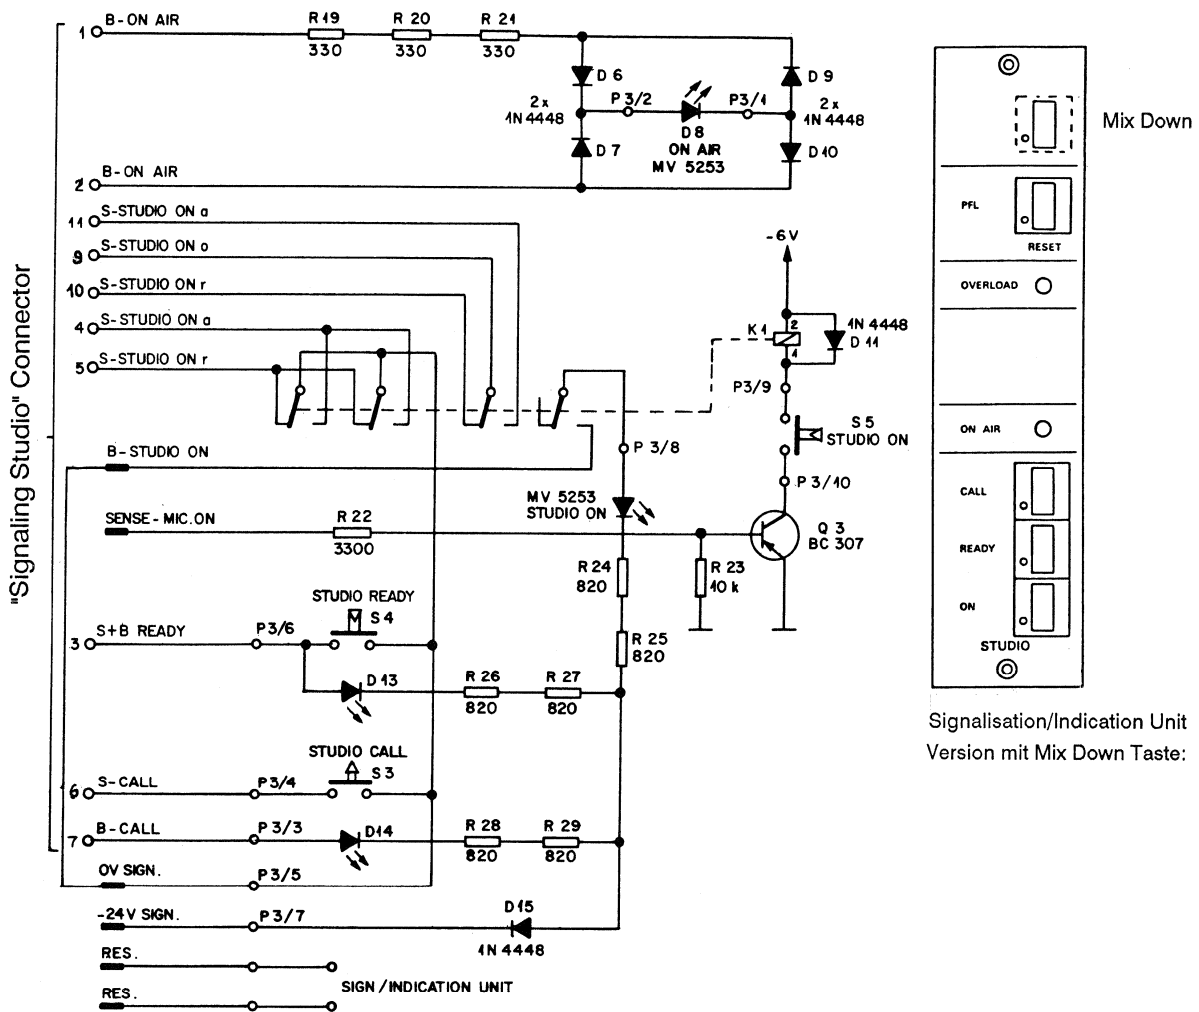 "Signaling Studio" Connector
1 B-ON AIR
R 19
330
R 20
330
R 21
330
D 6
D 9
2x
1N 4448
P 3/2
P3/1
2x
1N 4448
D 8
ON AIR
MV 5253
D 7
D 10
2 B-ON AIR
11 S-STUDIO ON a
9 S-STUDIO ON o
10 S-STUDIO ON r
4 S-STUDIO ON a
5 S-STUDIO ON r
-6V
K 1
2
1
1N 4448
D 11
P3/9
S 5
STUDIO ON
P 3/10
B-STUDIO ON
P 3/8
MV 5253
STUDIO ON
SENSE-MIC.ON
R 22
3300
Q 3
BC 307
R 24
820
R 23
10 k
STUDIO READY
S 4
3 S+B READY
P3/6
R 25
820
D 13
R 26
820
R 27
820
STUDIO CALL
S 3
6 S-CALL
P 3/4
7 B-CALL
P 3/3
D14
R 28
820
R 29
820
0V SIGN.
P 3/5
-24V SIGN.
P 3/7
D 15
1N 4448
RES.
RES.
SIGN/INDICATION UNIT
Mix Down
PFL
RESET
OVERLOAD
ON AIR
CALL
READY
ON
STUDIO
Signalisation/Indication Unit
Version mit Mix Down Taste: